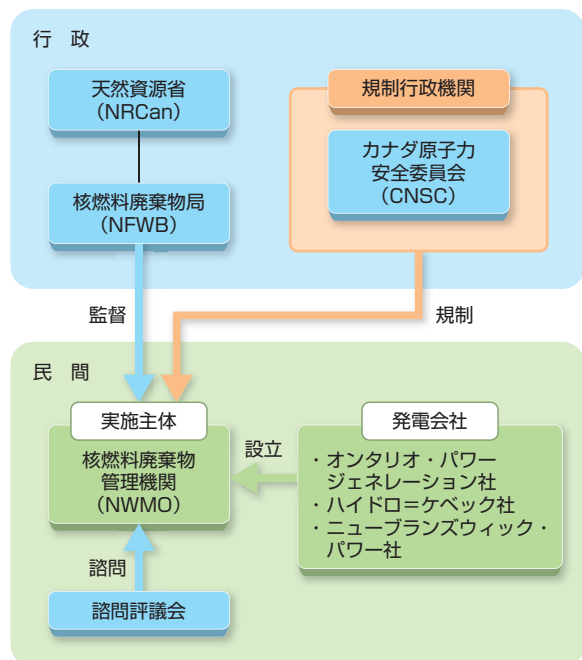 行　政
天然資源省
(NRCan)
核燃料廃棄物局
(NFWB)
規制行政機関
カナダ原子力
安全委員会
(CNSC)
監督
規制
民　間
実施主体
核燃料廃棄物
管理機関
(NWMO)
設立
発電会社
・オンタリオ・パワー
ジェネレーション社
・ハイドロ＝ケベック社
・ニューブランズウィック・
パワー社
諮問
諮問評議会